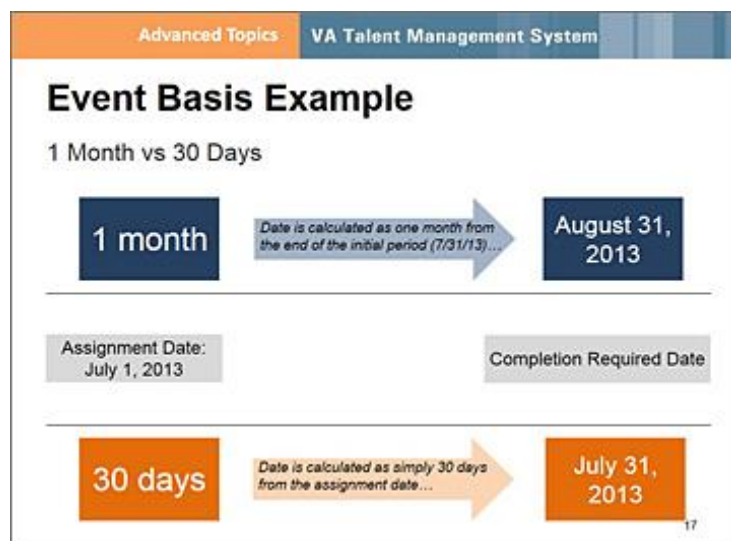 Advanced Topics
VA Talent Management System
Event Basis Example
1 Month vs 30 Days
1 month
Date is calculated as one month from
the end of the initial period (7/31/13)…
August 31,
2013
Assignment Date:
July 1, 2013
Completion Required Date
30 days
Date is calculated as simply 30 days
from the assignment date…
July 31,
2013
17